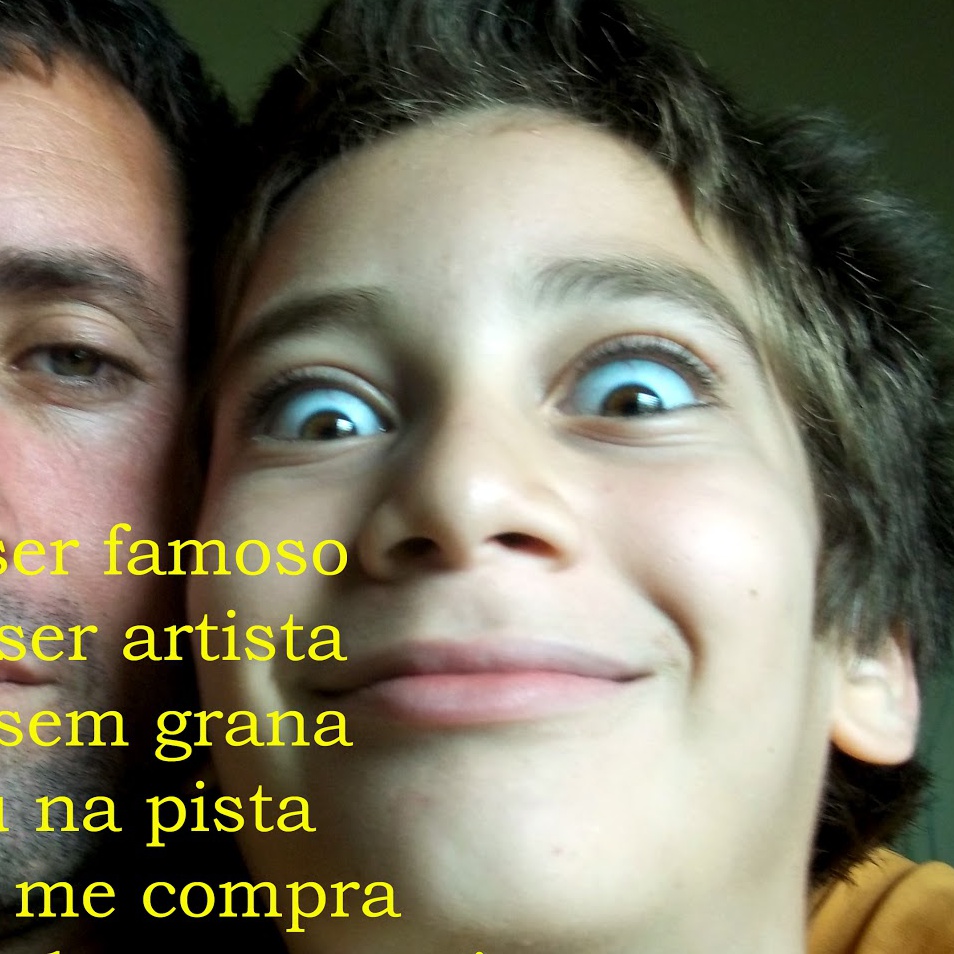 ser famoso
ser artista
sem grana
na pista
me compra